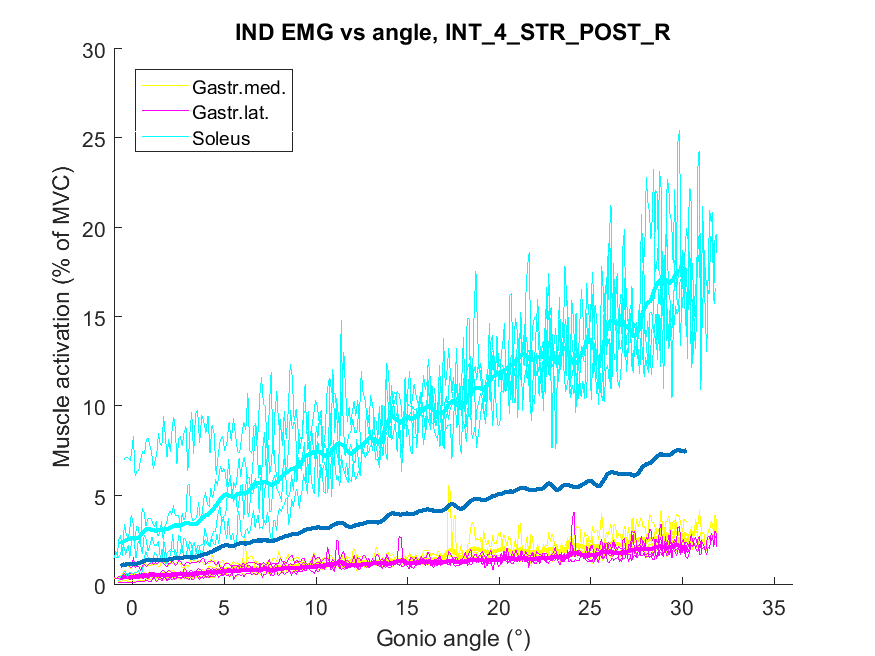 IND EMG vs angle, INT_4_STR_POST_R
30
25
20
15
10
5
0
Muscle activation (% of MVC)
Gastr.med.
Gastr.lat.
Soleus
0 5 10 15 20 25 30 35
Gonio angle (°)